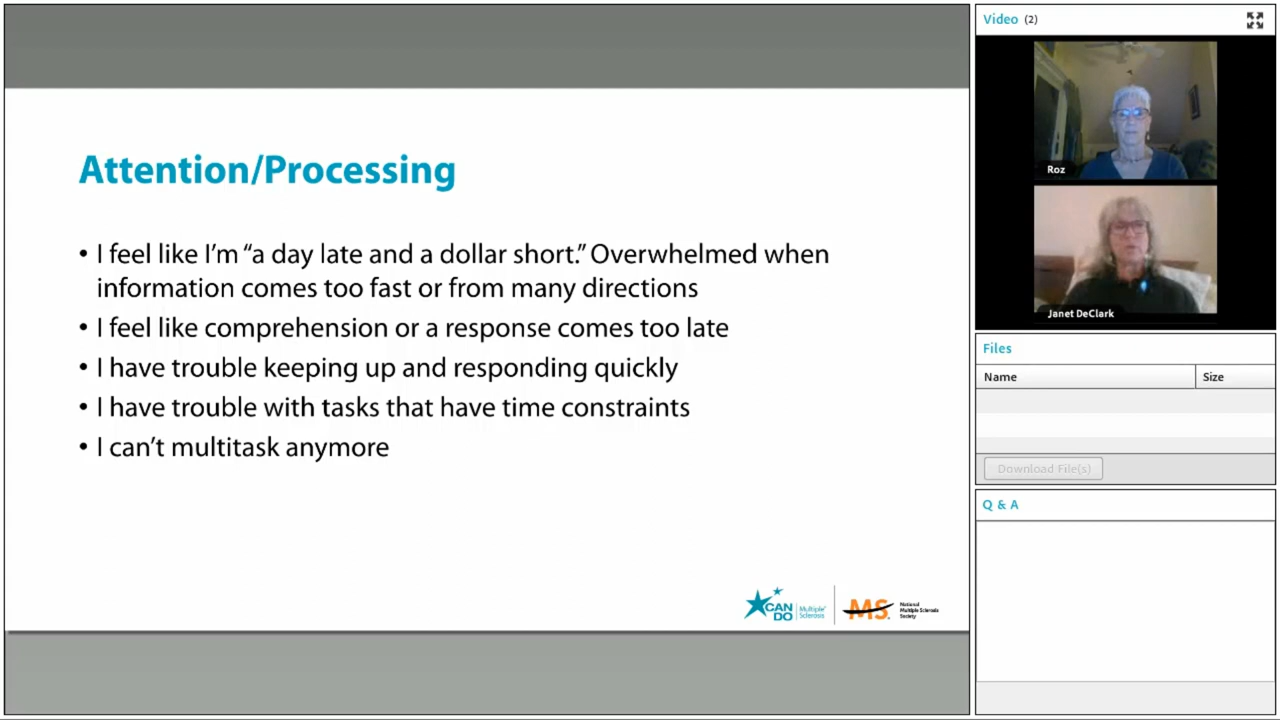 Attention/Processing
• I feel like I'm “a day late and a dollar short.” Overwhelmed when
information comes too fast or from many directions
• I feel like comprehension or a response comes too late
• I have trouble keeping up and responding quickly
• I have trouble with tasks that have time constraints
• I can't multitask anymore
CAN
DO
Multiple
Sclerosis
MS
National
Multiple Sclerosis
Society
Video (2)
Roz
Janet DeClark
Files
Name Size
Download File(s)
Q & A